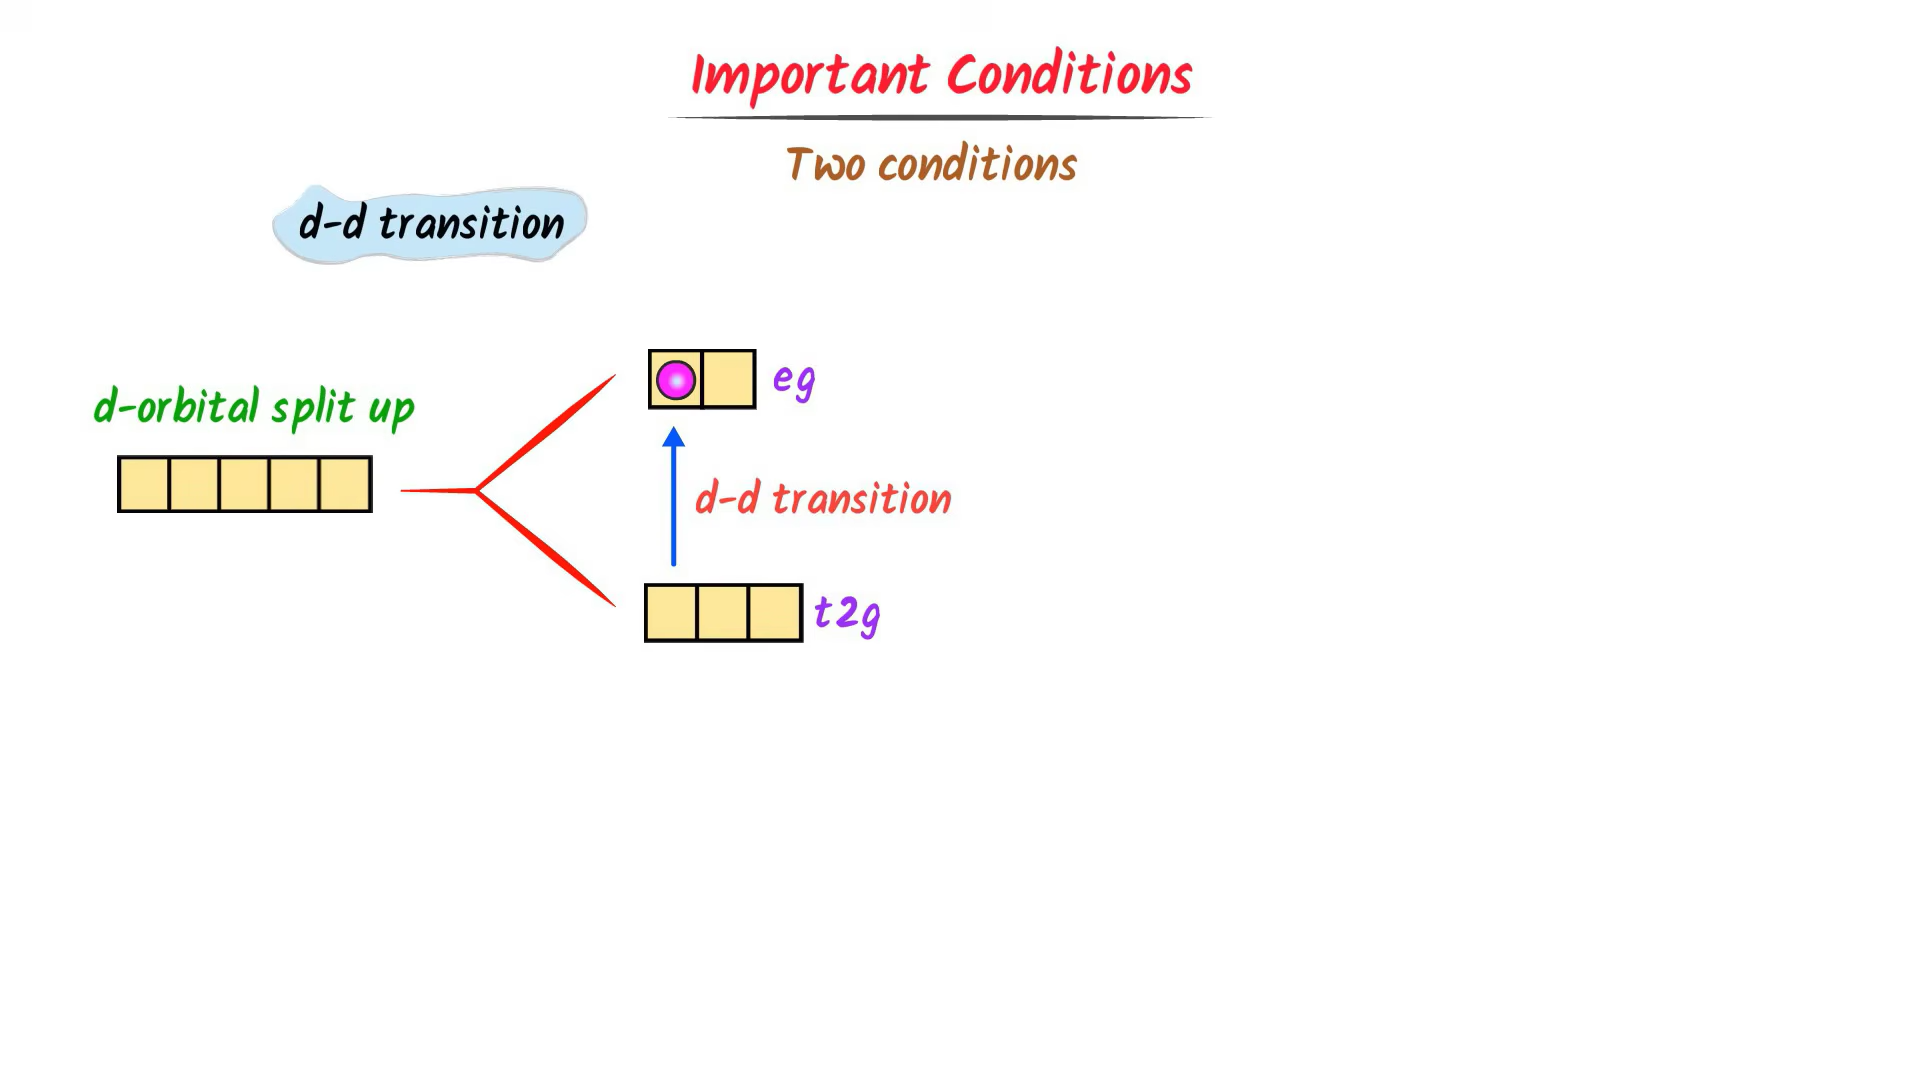 Important Conditions
Two conditions
d-d transition
d-orbital split up
eg
d-d transition
t2g